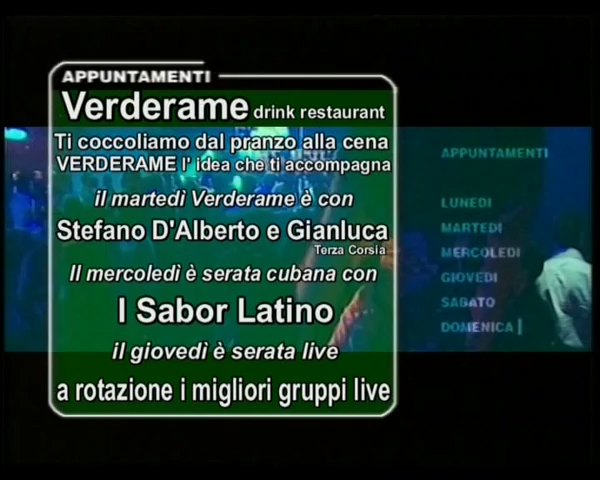 APPUNTAMENTI
Verderame drink restaurant
Ti coccoliamo dal pranzo alla cena
VERDERAME l' idea che ti accompagna
il martedì Verderame è con
Stefano D'Alberto e Gianluca
Terza Corsia
Il mercoledì è serata cubana con
I Sabor Latino
il giovedì è serata live
a rotazione i migliori gruppi live
APPUNTAMENTI
LUNEDI
MARTEDI
MERCOLEDI
GIOVEDI
SABATO
DOMENICA